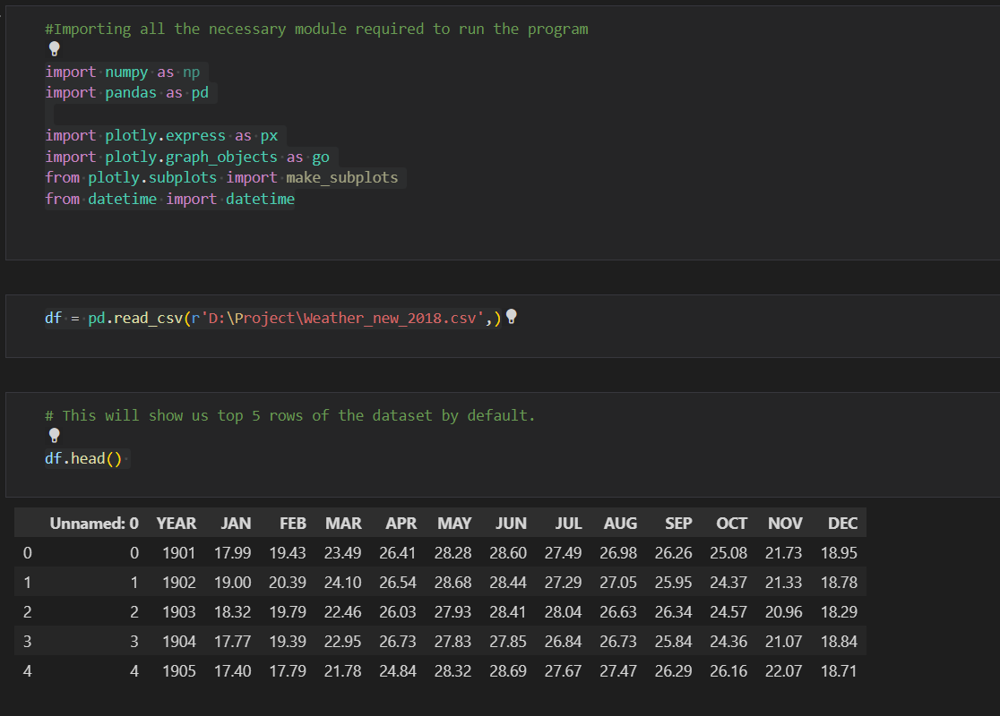 #Importing all the necessary module required to run the program
import numpy as np
import pandas as pd
import plotly.express as px
import plotly.graph_objects as go
from plotly.subplots import make_subplots
from datetime import datetime
df = pd.read_csv(r'D:\Project\Weather_new_2018.csv',)
# This will show us top 5 rows of the dataset by default.
df.head()
Unnamed: 0 YEAR JAN FEB MAR APR MAY JUN JUL AUG SEP OCT NOV DEC
0 0 1901 17.99 19.43 23.49 26.41 28.28 28.60 27.49 26.98 26.26 25.08 21.73 18.95
1 1 1902 19.00 20.39 24.10 26.54 28.68 28.44 27.29 27.05 25.95 24.37 21.33 18.78
2 2 1903 18.32 19.79 22.46 26.03 27.93 28.41 28.04 26.63 26.34 24.57 20.96 18.29
3 3 1904 17.77 19.39 22.95 26.73 27.83 27.85 26.84 26.73 25.84 24.36 21.07 18.84
4 4 1905 17.40 17.79 21.78 24.84 28.32 28.69 27.67 27.47 26.29 26.16 22.07 18.71